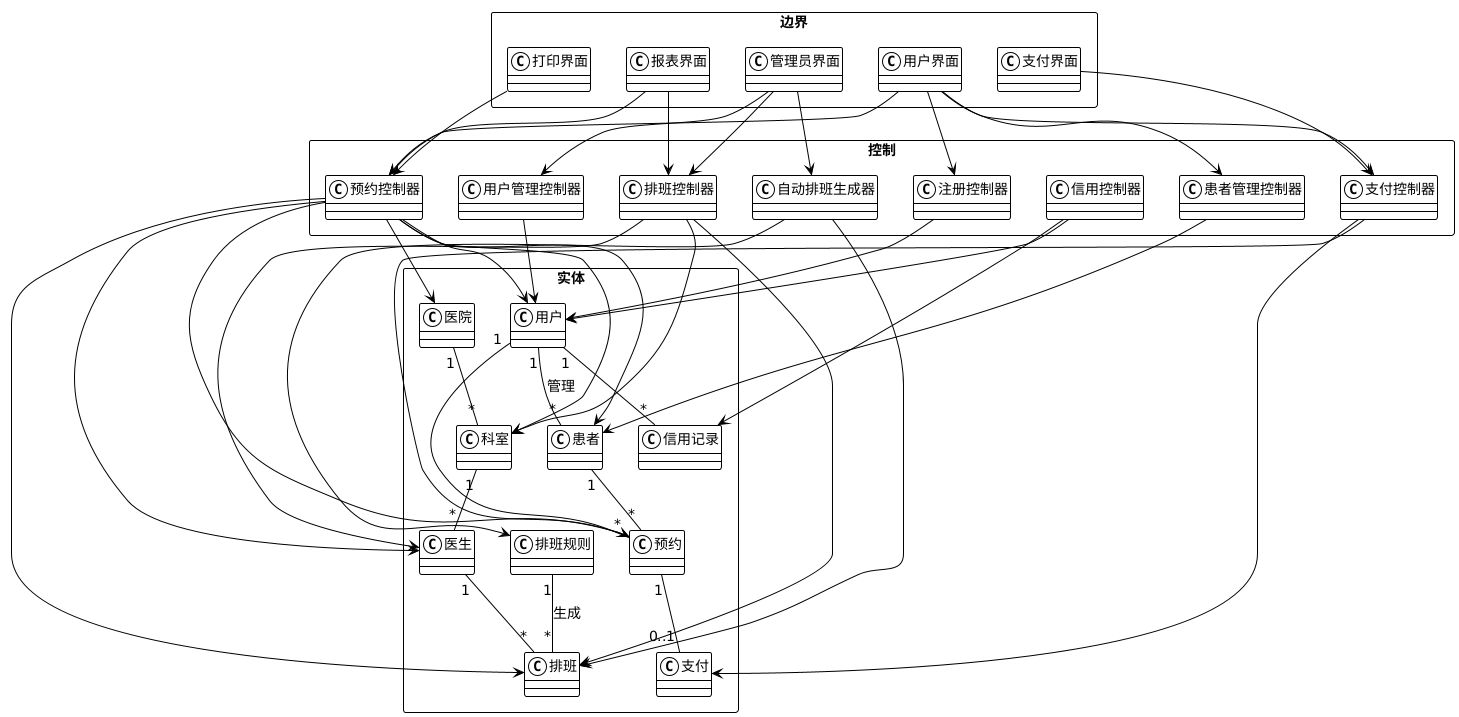 边界
C 打印界面
C 报表界面
C 管理员界面
C 用户界面
C 支付界面
控制
C 预约控制器
C 用户管理控制器
C 排班控制器
C 自动排班生成器
C 注册控制器
C 信用控制器
C 患者管理控制器
C 支付控制器
实体
C 医院
C 用户
1
1
1
1
管理
*
*
*
C 科室
C 患者
C 信用记录
1
1
*
*
*
C 医生
C 排班规则
C 预约
1
1
1
生成
*
*
0..1
C 排班
C 支付